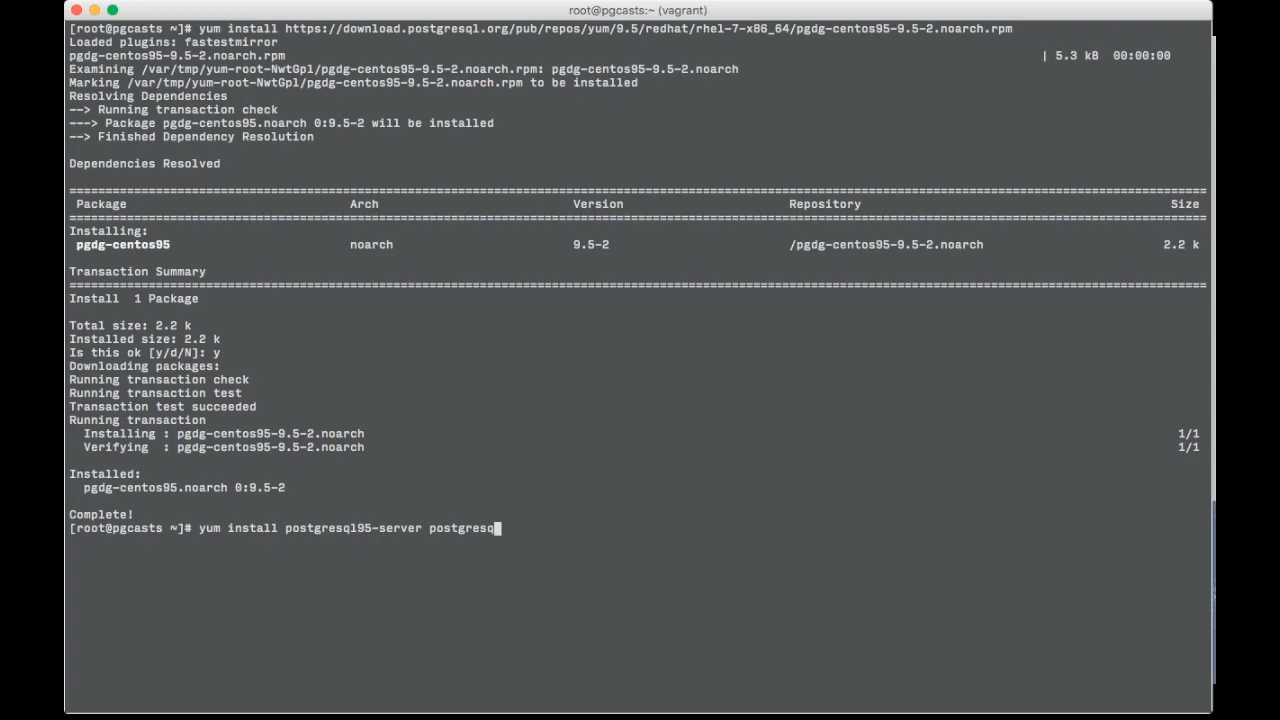 root@pgcasts:~ (vagrant)
[root@pgcasts ~]# yum install https://download.postgresql.org/pub/repos/yum/9.5/redhat/rhel-7-x86_64/pgdg-centos95-9.5-2.noarch.rpm
Loaded plugins: fastestmirror
pgdg-centos95-9.5-2.noarch.rpm | 5.3 kB 00:00:00
Examining /var/tmp/yum-root-NwtGpl/pgdg-centos95-9.5-2.noarch.rpm: pgdg-centos95-9.5-2.noarch
Marking /var/tmp/yum-root-NwtGpl/pgdg-centos95-9.5-2.noarch.rpm to be installed
Resolving Dependencies
--> Running transaction check
---> Package pgdg-centos95.noarch 0:9.5-2 will be installed
--> Finished Dependency Resolution
Dependencies Resolved
Package Arch Version Repository Size
Installing:
pgdg-centos95 noarch 9.5-2 /pgdg-centos95-9.5-2.noarch 2.2 k
Transaction Summary
Install 1 Package
Total size: 2.2 k
Installed size: 2.2 k
Is this ok [y/d/N]: y
Downloading packages:
Running transaction check
Running transaction test
Transaction test succeeded
Running transaction
Installing : pgdg-centos95-9.5-2.noarch 1/1
Verifying : pgdg-centos95-9.5-2.noarch 1/1
Installed:
pgdg-centos95.noarch 0:9.5-2
Complete!
[root@pgcasts ~]# yum install postgresql95-server postgresq